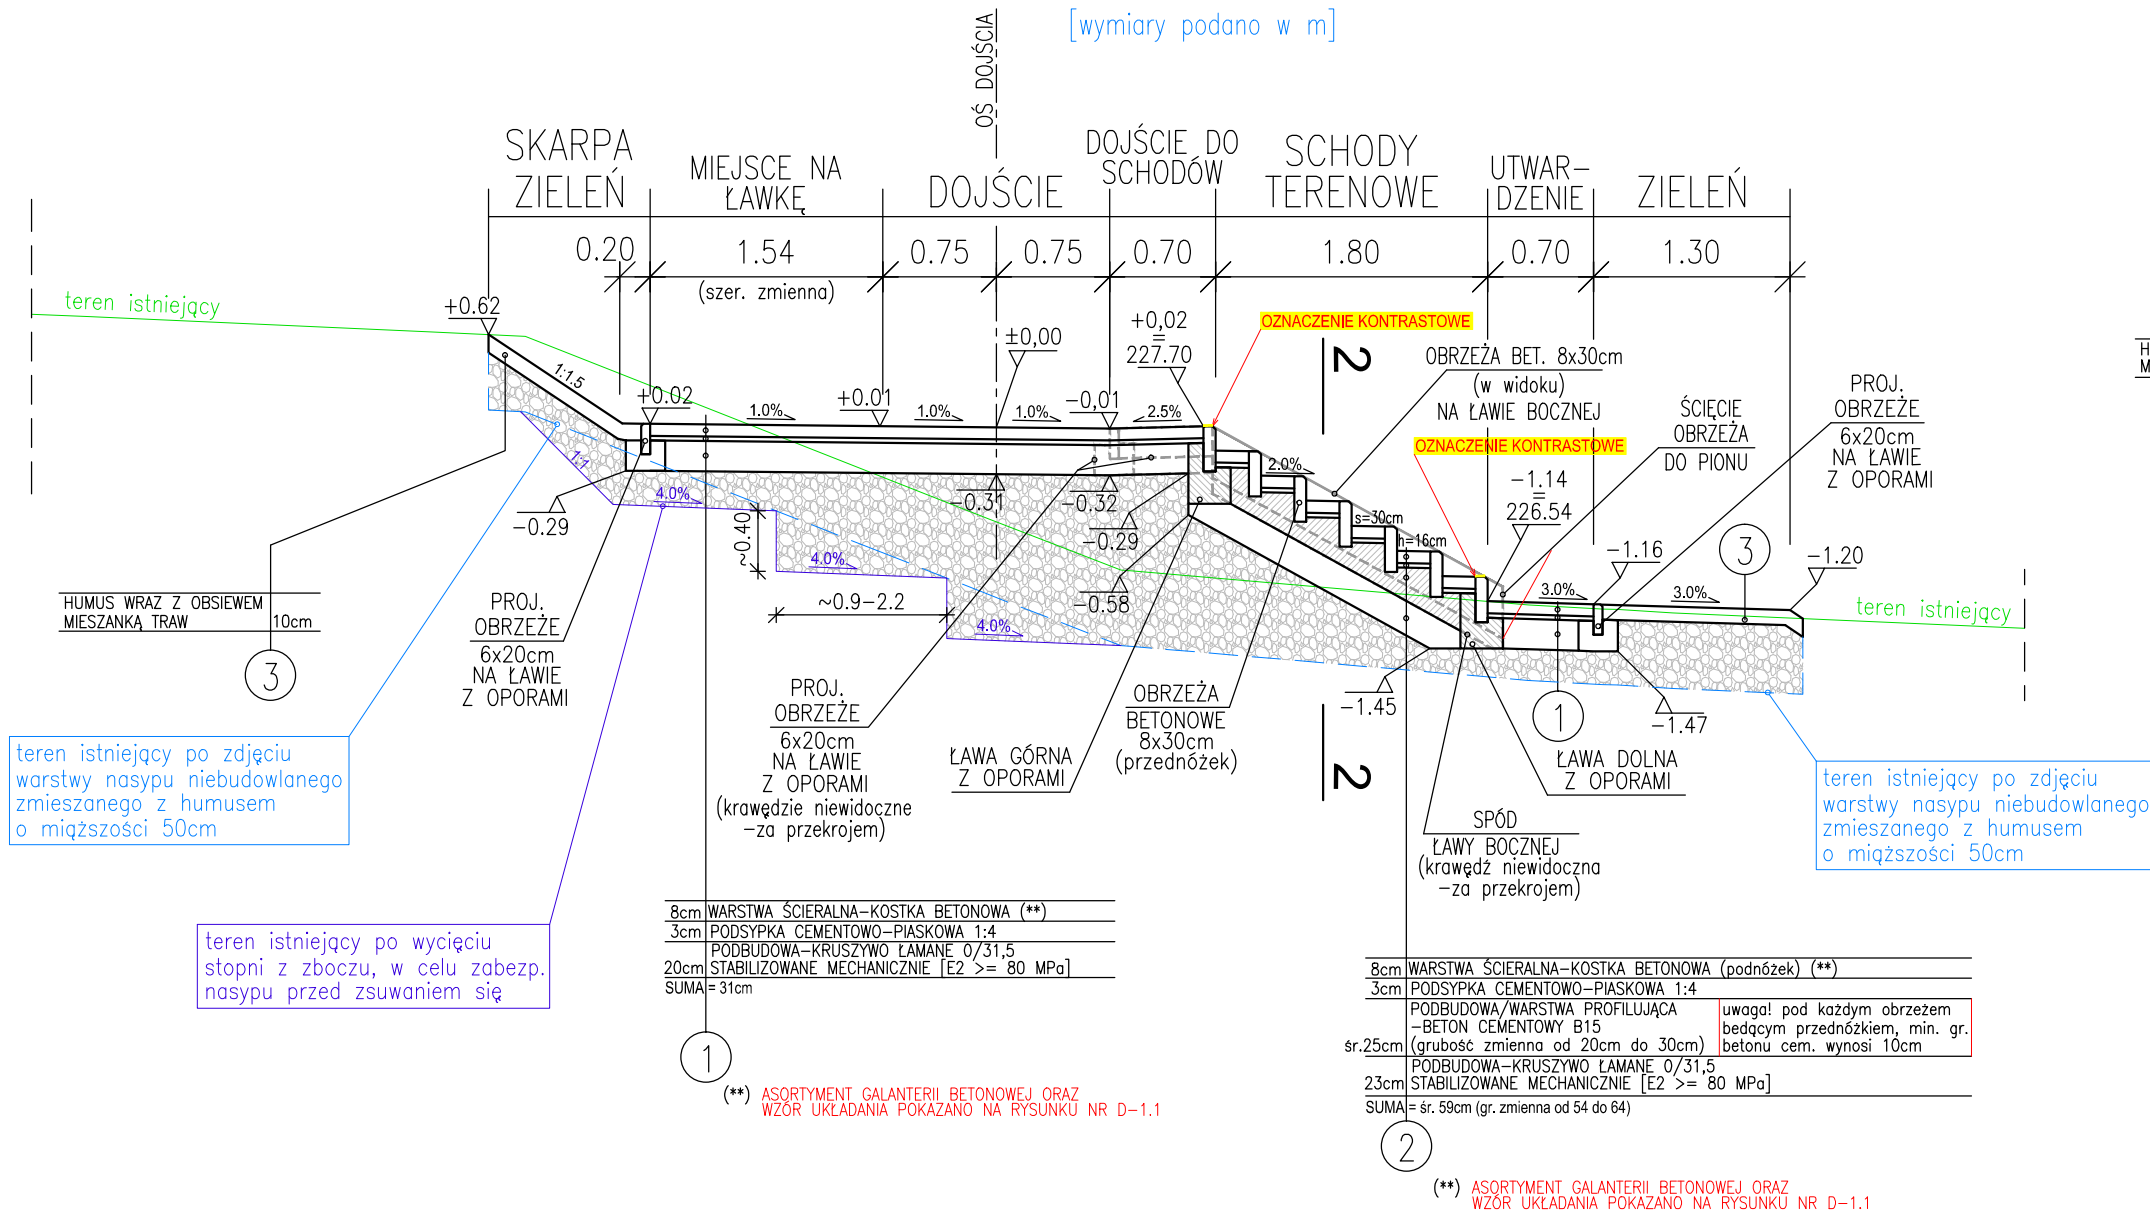 [wymiary podano w m]
OŚ DOJŚCIA
SKARPA
ZIELEŃ
MIEJSCE NA
ŁAWKĘ
DOJŚCIE
DOJŚCIE DO
SCHODÓW
SCHODY
TERENOWE
UTWAR-
DZENIE
ZIELEŃ
0.20
1.54
0.75
0.75
0.70
1.80
0.70
1.30
(szer. zmienna)
teren istniejący
+0.62
1:1.5
+0.02
1.0%
+0.01
1.0%
±0,00
1.0%
-0,01
2.5%
+0,02
=
227.70
OZNACZENIE KONTRASTOWE
2
OBRZEŻA BET. 8x30cm
(w widoku)
NA ŁAWIE BOCZNEJ
OZNACZENIE KONTRASTOWE
ŚCIĘCIE
OBRZEŻA
DO PIONU
PROJ.
OBRZEŻE
6x20cm
NA ŁAWIE
Z OPORAMI
H
M
1:1
-0.29
4.0%
~0.40
4.0%
~0.9-2.2
4.0%
-0.31
-0.32
-0.29
-0.58
2.0%
s=30cm
h=16cm
-1.14
=
226.54
-1.16
3
-1.20
3.0%
3.0%
teren istniejący
-1.45
-1.47
1
2
HUMUS WRAZ Z OBSIEWEM
MIESZANKĄ TRAW
10cm
3
PROJ.
OBRZEŻE
6x20cm
NA ŁAWIE
Z OPORAMI
PROJ.
OBRZEŻE
6x20cm
NA ŁAWIE
Z OPORAMI
(krawędzie niewidoczne
-za przekrojem)
ŁAWA GÓRNA
Z OPORAMI
OBRZEŻA
BETONOWE
8x30cm
(przednóżek)
ŁAWA DOLNA
Z OPORAMI
SPÓD
ŁAWY BOCZNEJ
(krawędź niewidoczna
-za przekrojem)
teren istniejący po zdjęciu
warstwy nasypu niebudowlanego
zmieszanego z humusem
o miąższości 50cm
teren istniejący po zdjęciu
warstwy nasypu niebudowlanego
zmieszanego z humusem
o miąższości 50cm
teren istniejący po wycięciu
stopni z zboczu, w celu zabezp.
nasypu przed zsuwaniem się
8cm WARSTWA ŚCIERALNA-KOSTKA BETONOWA (**)
3cm PODSYPKA CEMENTOWO-PIASKOWA 1:4
PODBUDOWA-KRUSZYWO ŁAMANE 0/31,5
20cm STABILIZOWANE MECHANICZNIE [E2 >= 80 MPa]
SUMA = 31cm
1
(**) ASORTYMENT GALANTERII BETONOWEJ ORAZ
WZÓR UKŁADANIA POKAZANO NA RYSUNKU NR D-1.1
8cm WARSTWA ŚCIERALNA-KOSTKA BETONOWA (podnóżek) (**)
3cm PODSYPKA CEMENTOWO-PIASKOWA 1:4
PODBUDOWA/WARSTWA PROFILUJĄCA
-BETON CEMENTOWY B15
śr.25cm (grubość zmienna od 20cm do 30cm)
uwaga! pod każdym obrzeżem
bedącym przednóżkiem, min. gr.
betonu cem. wynosi 10cm
PODBUDOWA-KRUSZYWO ŁAMANE 0/31,5
23cm STABILIZOWANE MECHANICZNIE [E2 >= 80 MPa]
SUMA = śr. 59cm (gr. zmienna od 54 do 64)
2
(**) ASORTYMENT GALANTERII BETONOWEJ ORAZ
WZÓR UKŁADANIA POKAZANO NA RYSUNKU NR D-1.1